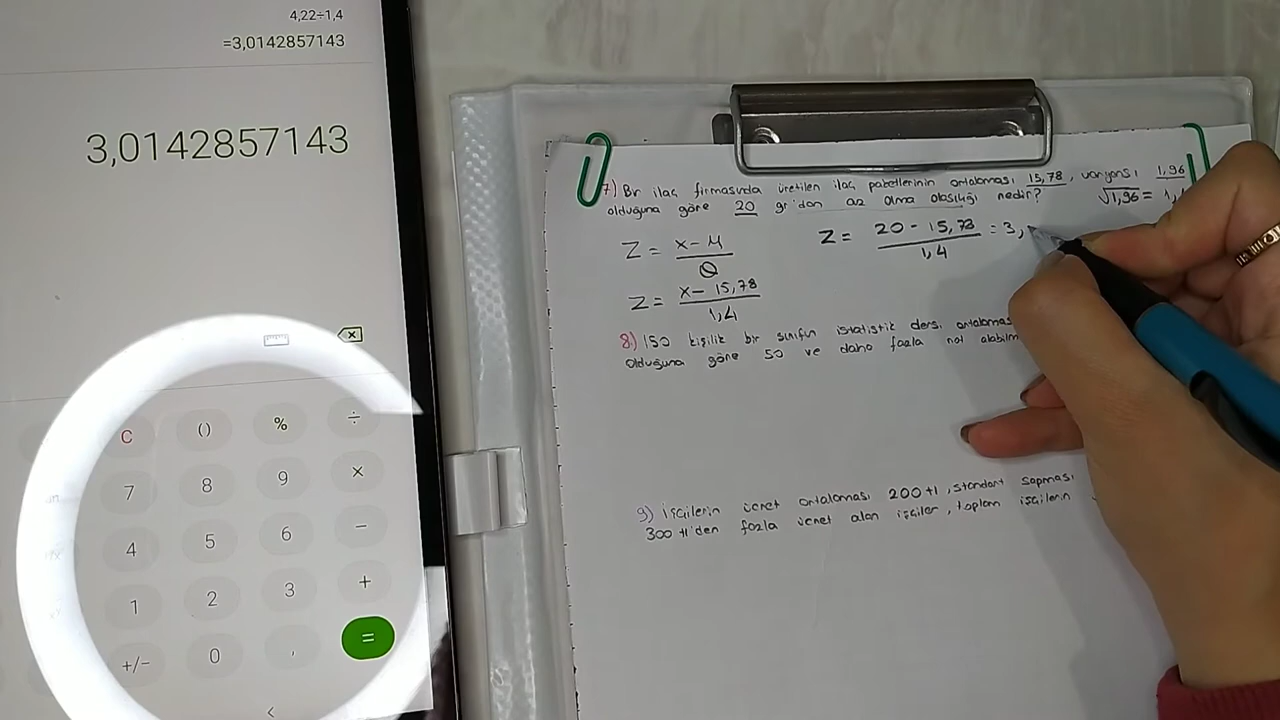 4,22÷1,4
=3,0142857143
3,0142857143
C () % ÷
7 8 9 ×
4 5 6 −
1 2 3 +
+/− 0 , =
7) Bir ilaç firmasında üretilen ilaç paketlerinin ortalaması 15,78, varyansı 1,96
olduğuna göre 20 gr'dan az olma olasılığı nedir?
√1,96 = 1,
Z = x - μ / Q
Z = 20 - 15,78 / 1,4 = 3,
Z = x - 15,78 / 1,4
8.) 150 kişilik bir sınıfın istatistik dersi
olduğuna göre 50 ve daha fazla not
9) İşçilerin ücret ortalaması 200 tl, standart sapması
300 tl'den fazla ücret alan işçiler, toplam işçilerin